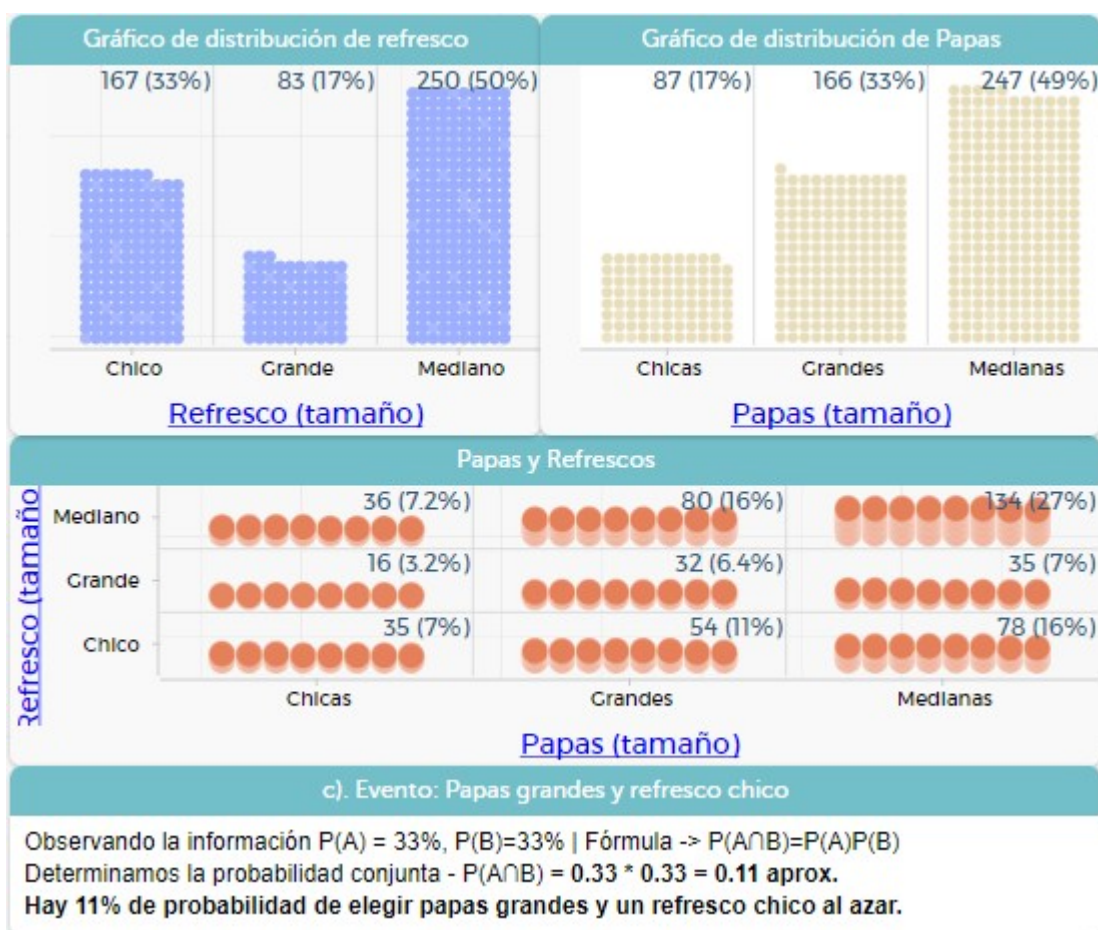 Gráfico de distribución de refresco
Gráfico de distribución de Papas
167 (33%)
83 (17%)
250 (50%)
87 (17%)
166 (33%)
247 (49%)
Chico
Grande
Mediano
Chicas
Grandes
Medianas
Refresco (tamaño)
Papas (tamaño)
Papas y Refrescos
Refresco (tamaño
Mediano
36 (7.2%)
80 (16%)
134 (27%)
Grande
16 (3.2%)
32 (6.4%)
35 (7%)
Chico
35 (7%)
54 (11%)
78 (16%)
Chicas
Grandes
Medianas
Papas (tamaño)
c). Evento: Papas grandes y refresco chico
Observando la información P(A) = 33%, P(B)=33% | Fórmula -> P(A∩B)=P(A)P(B)
Determinamos la probabilidad conjunta - P(A∩B) = 0.33 * 0.33 = 0.11 aprox.
Hay 11% de probabilidad de elegir papas grandes y un refresco chico al azar.